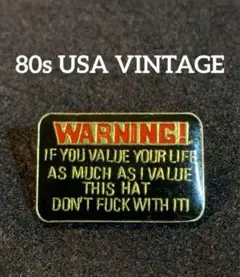 80s USA VINTAGE
WARNING!
IF YOU VALUE YOUR LIFE
AS MUCH AS I VALUE
THIS HAT
DON'T FUCK WITH IT!